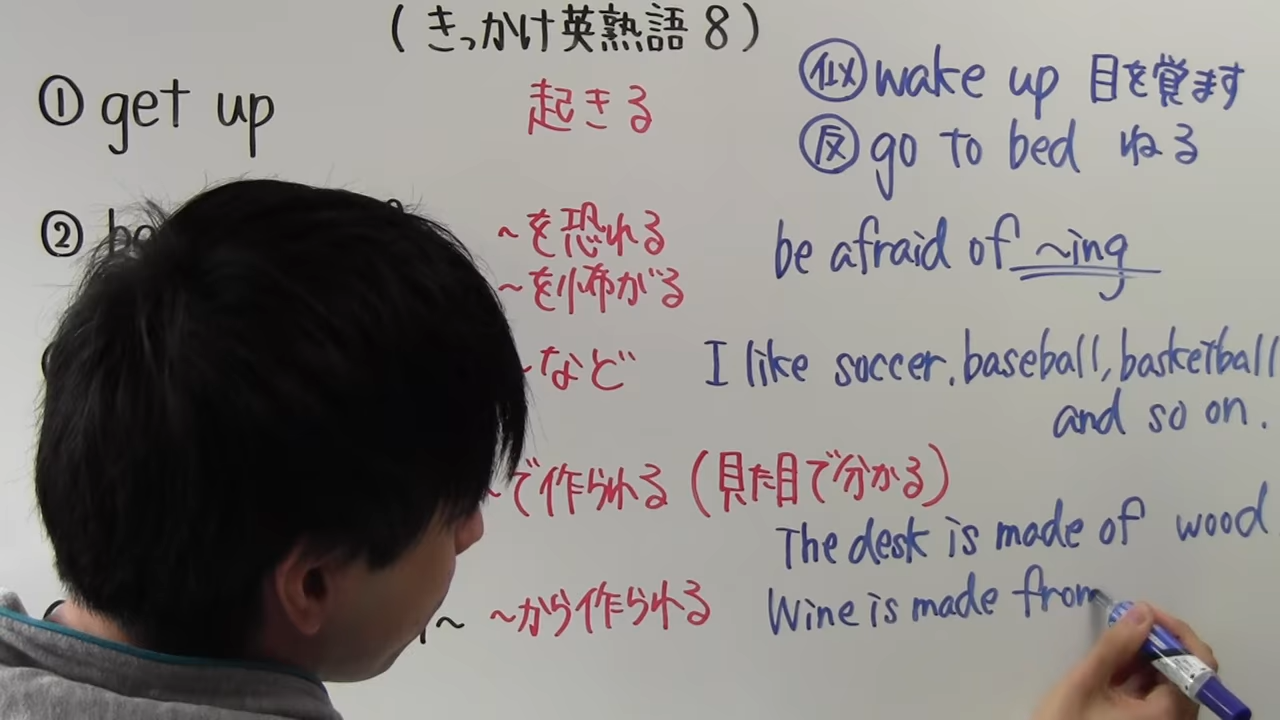 (きっかけ英熟語8)
① get up 起きる
似 wake up 目を覚ます
反 go to bed ねる
② ~を恐れる
~を怖がる
be afraid of ~ing
~など
I like soccer, baseball, basketball
and so on.
~で作られる (見た目で分かる)
The desk is made of wood
~ ~から作られる
Wine is made from